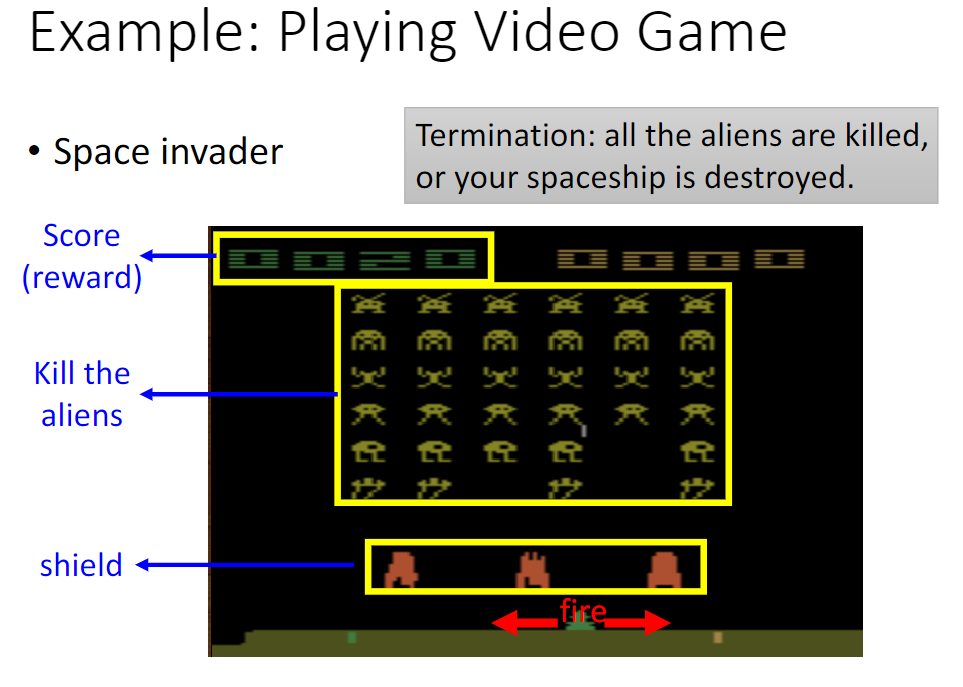 Example: Playing Video Game
• Space invader
Termination: all the aliens are killed,
or your spaceship is destroyed.
Score
(reward)
0020
0000
Kill the
aliens
shield
fire